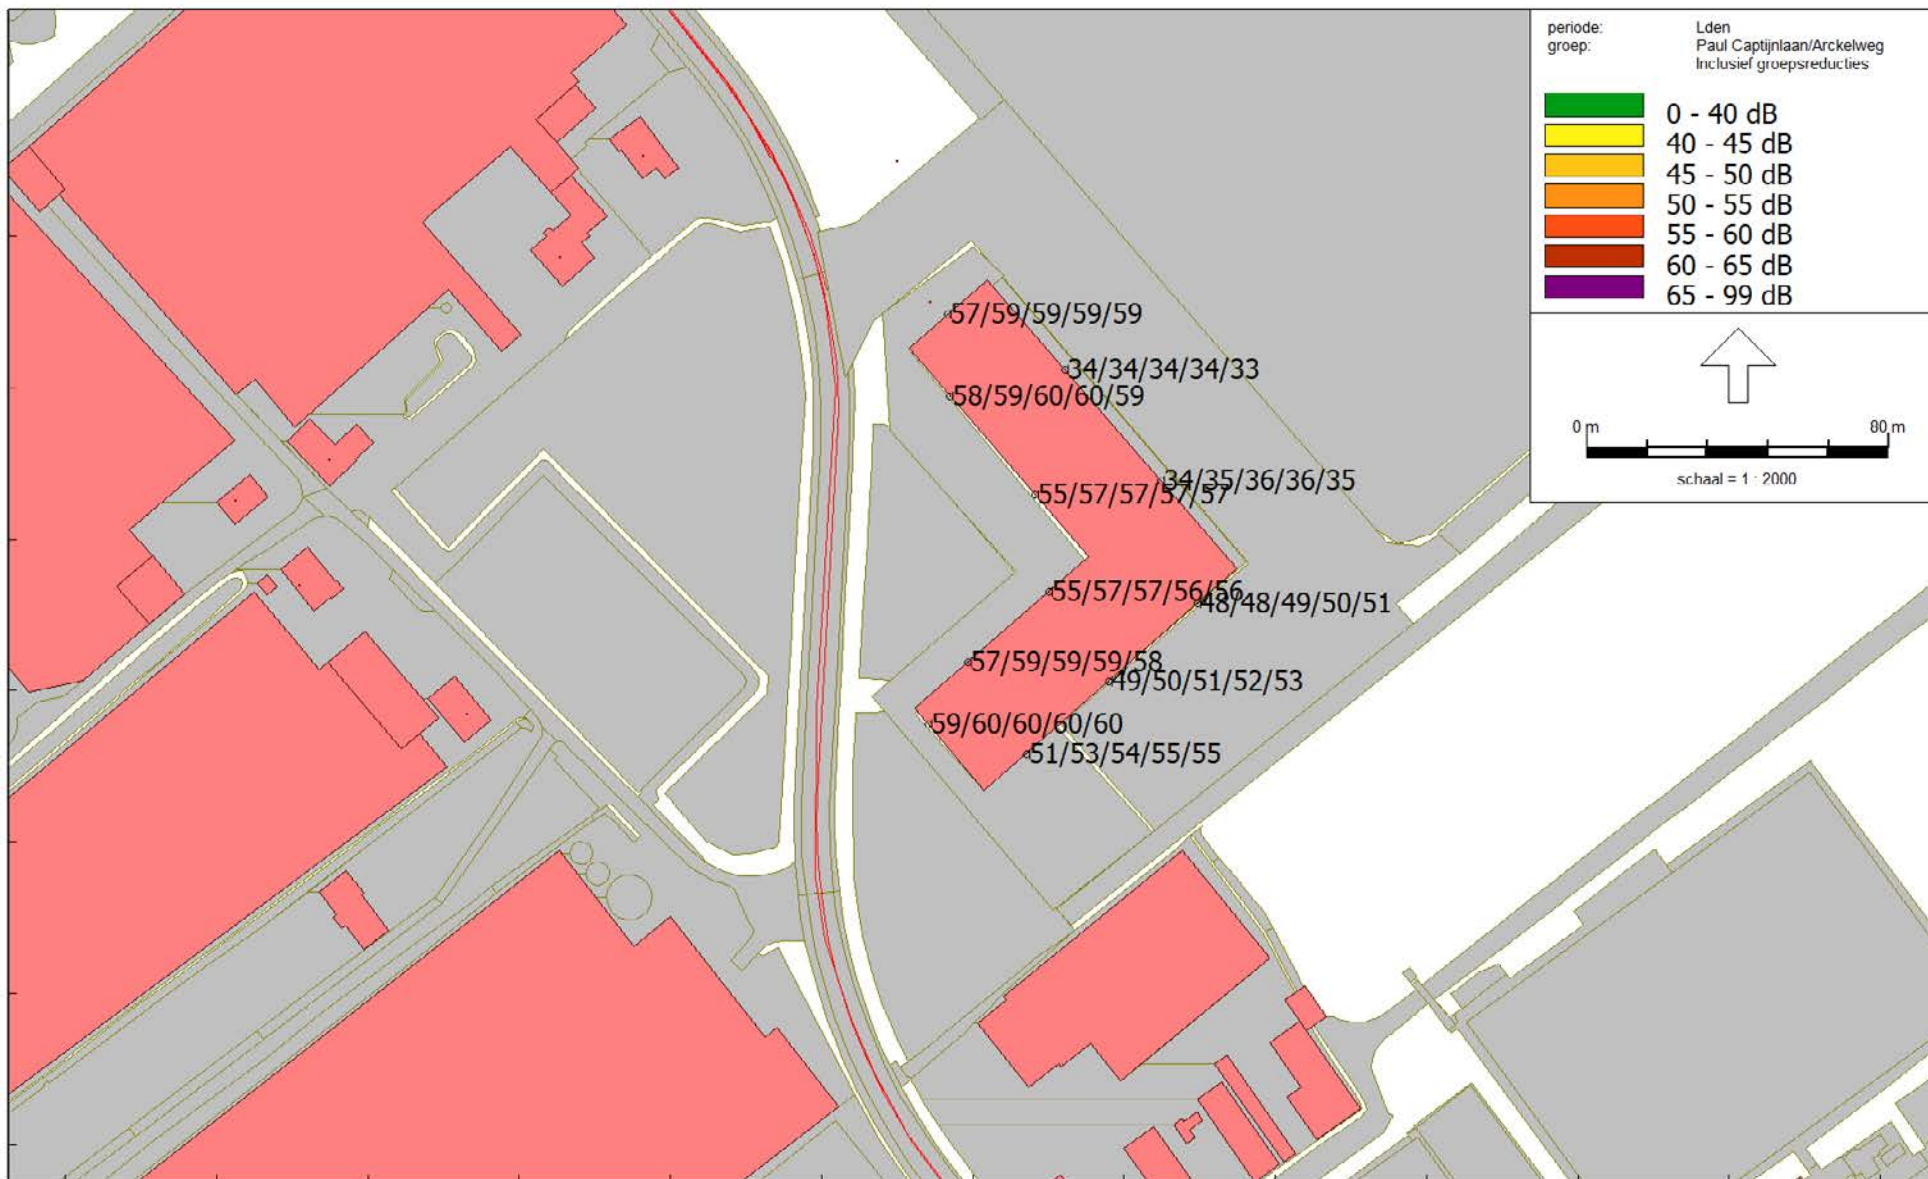 periode: Lden
groep: Paul Captijnlaan/Arckelweg
Inclusief groepsreducties
0 - 40 dB
40 - 45 dB
45 - 50 dB
50 - 55 dB
55 - 60 dB
60 - 65 dB
65 - 99 dB
0 m 80 m
schaal = 1 : 2000
57/59/59/59/59
34/34/34/34/33
58/59/60/60/59
34/35/36/36/35
55/57/57/57/57
55/57/57/56/56
48/48/49/50/51
57/59/59/59/58
49/50/51/52/53
59/60/60/60/60
51/53/54/55/55